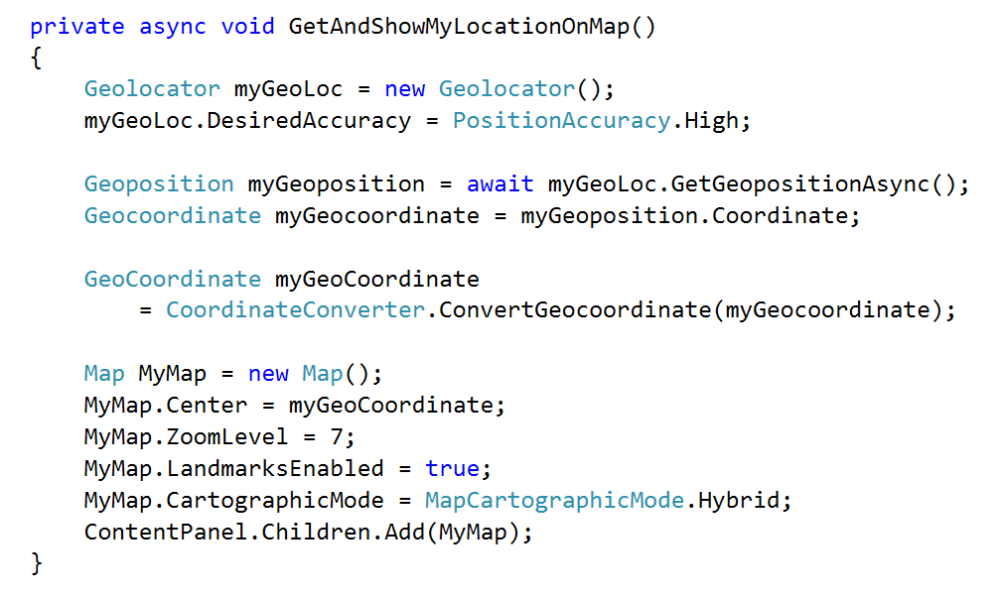 private async void GetAndShowMyLocationOnMap()
{
    Geolocator myGeoLoc = new Geolocator();
    myGeoLoc.DesiredAccuracy = PositionAccuracy.High;

    Geoposition myGeoposition = await myGeoLoc.GetGeopositionAsync();
    Geocoordinate myGeocoordinate = myGeoposition.Coordinate;

    GeoCoordinate myGeoCoordinate
        = CoordinateConverter.ConvertGeocoordinate(myGeocoordinate);

    Map MyMap = new Map();
    MyMap.Center = myGeoCoordinate;
    MyMap.ZoomLevel = 7;
    MyMap.LandmarksEnabled = true;
    MyMap.CartographicMode = MapCartographicMode.Hybrid;
    ContentPanel.Children.Add(MyMap);
}